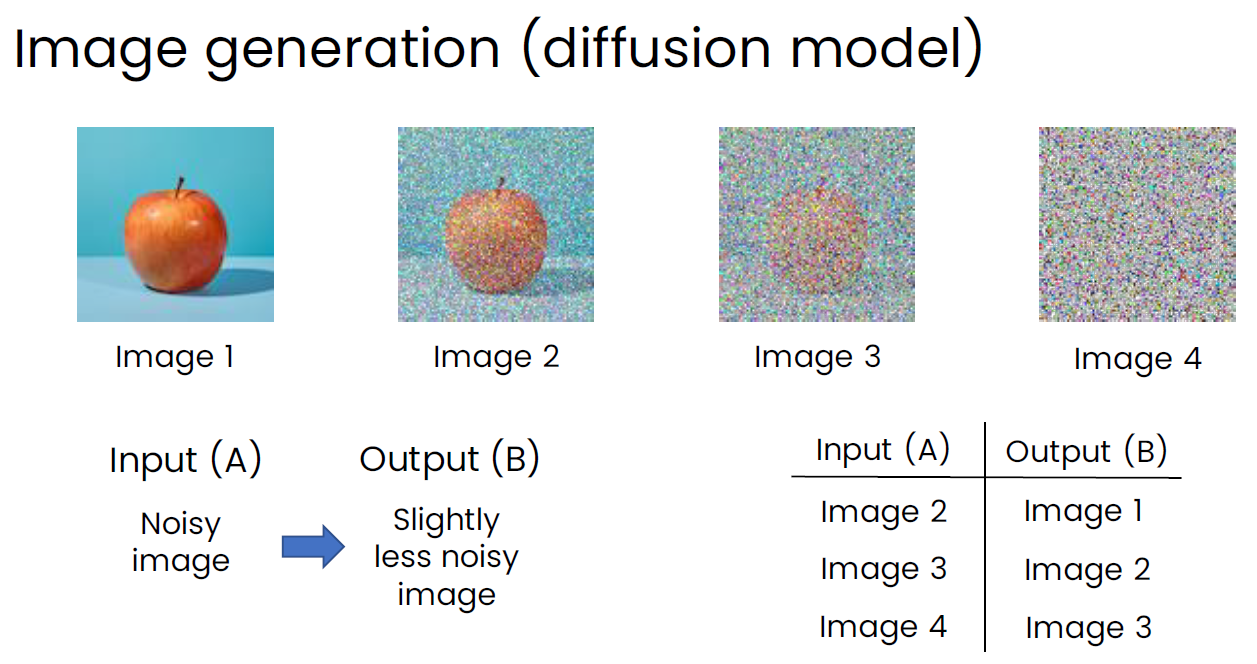 Image generation (diffusion model)
Image 1
Image 2
Image 3
Image 4
Input (A)
Output (B)
Noisy
image
Slightly
less noisy
image
Input (A) Output (B)
Image 2 Image 1
Image 3 Image 2
Image 4 Image 3